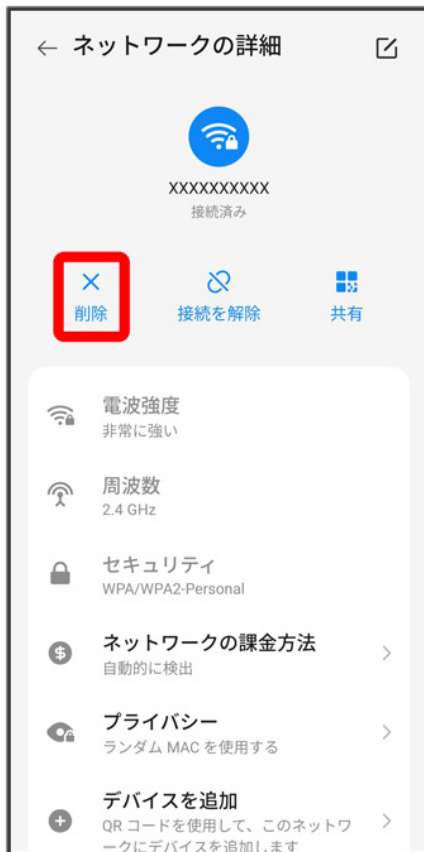 ネットワークの詳細
XXXXXXXXXX
接続済み
削除
接続を解除
共有
電波強度
非常に強い
周波数
2.4 GHz
セキュリティ
WPA/WPA2-Personal
ネットワークの課金方法
自動的に検出
プライバシー
ランダム MAC を使用する
デバイスを追加
QR コードを使用して、このネットワ
ークにデバイスを追加します